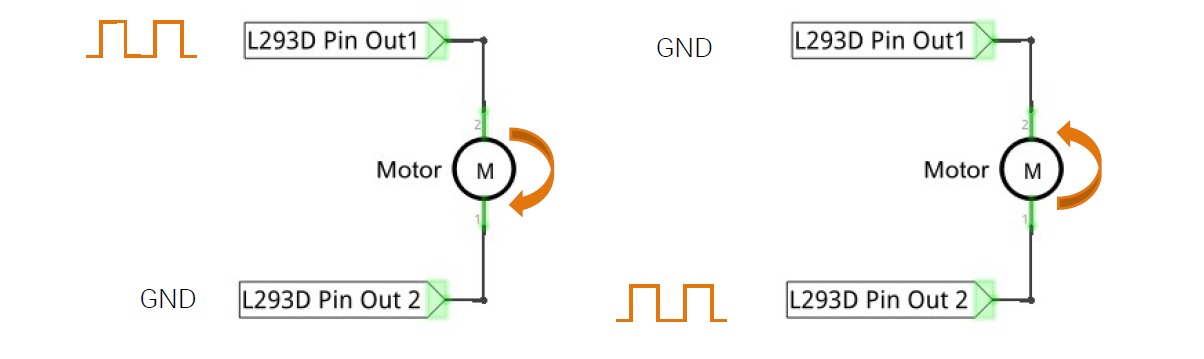 L293D Pin Out1
2
Motor
M
1
GND
L293D Pin Out 2
GND
L293D Pin Out1
2
Motor
M
1
L293D Pin Out 2